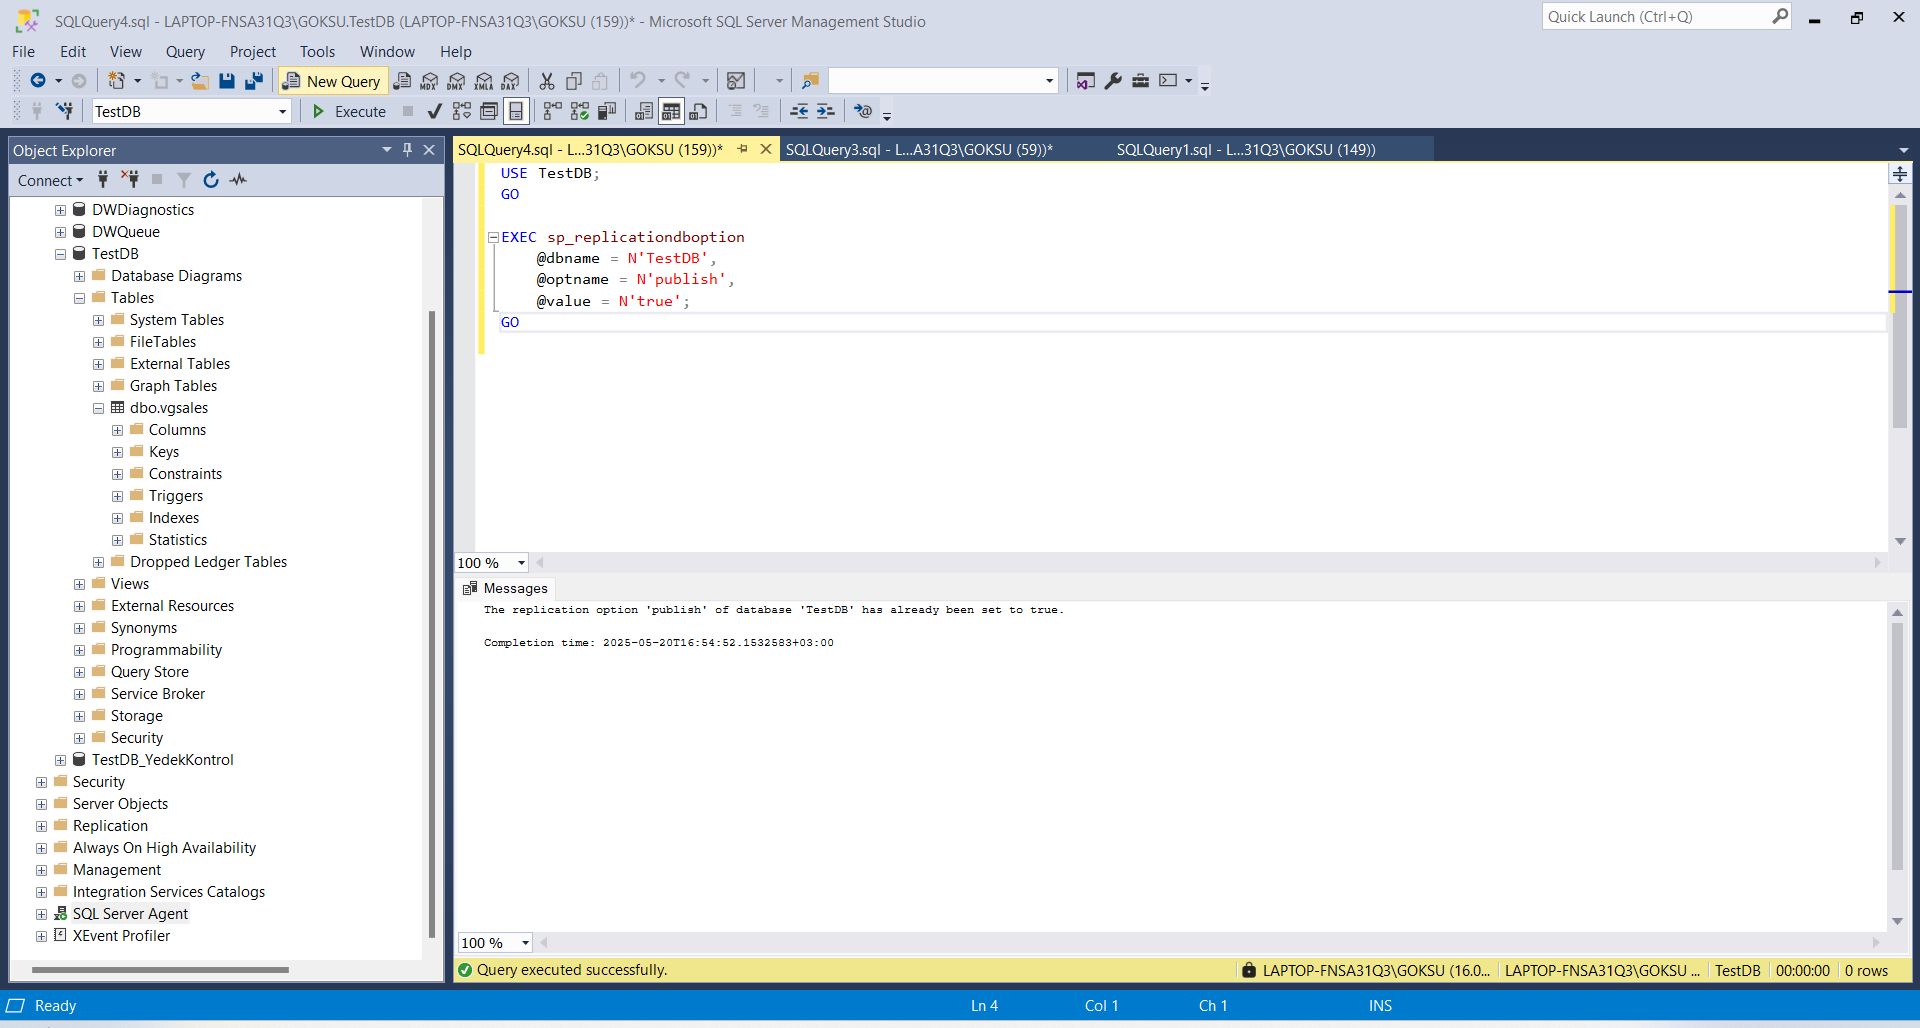 SQLQuery4.sql - LAPTOP-FNSA31Q3\GOKSU.TestDB (LAPTOP-FNSA31Q3\GOKSU (159))* - Microsoft SQL Server Management Studio
Quick Launch (Ctrl+Q)
File Edit View Query Project Tools Window Help
New Query
MDX DMX XMLA DAX
TestDB
Execute
Object Explorer
Connect
DWDiagnostics
DWQueue
TestDB
Database Diagrams
Tables
System Tables
FileTables
External Tables
Graph Tables
dbo.vgsales
Columns
Keys
Constraints
Triggers
Indexes
Statistics
Dropped Ledger Tables
Views
External Resources
Synonyms
Programmability
Query Store
Service Broker
Storage
Security
TestDB_YedekKontrol
Security
Server Objects
Replication
Always On High Availability
Management
Integration Services Catalogs
SQL Server Agent
XEvent Profiler
SQLQuery4.sql - L...31Q3\GOKSU (159))*
SQLQuery3.sql - L...A31Q3\GOKSU (59))*
SQLQuery1.sql - L...31Q3\GOKSU (149))
USE TestDB;
GO
EXEC sp_replicationdboption
@dbname = N'TestDB',
@optname = N'publish',
@value = N'true';
GO
100 %
Messages
The replication option 'publish' of database 'TestDB' has already been set to true.
Completion time: 2025-05-20T16:54:52.1532583+03:00
100 %
Query executed successfully.
LAPTOP-FNSA31Q3\GOKSU (16.0...
LAPTOP-FNSA31Q3\GOKSU ...
TestDB
00:00:00
0 rows
Ready
Ln 4
Col 1
Ch 1
INS